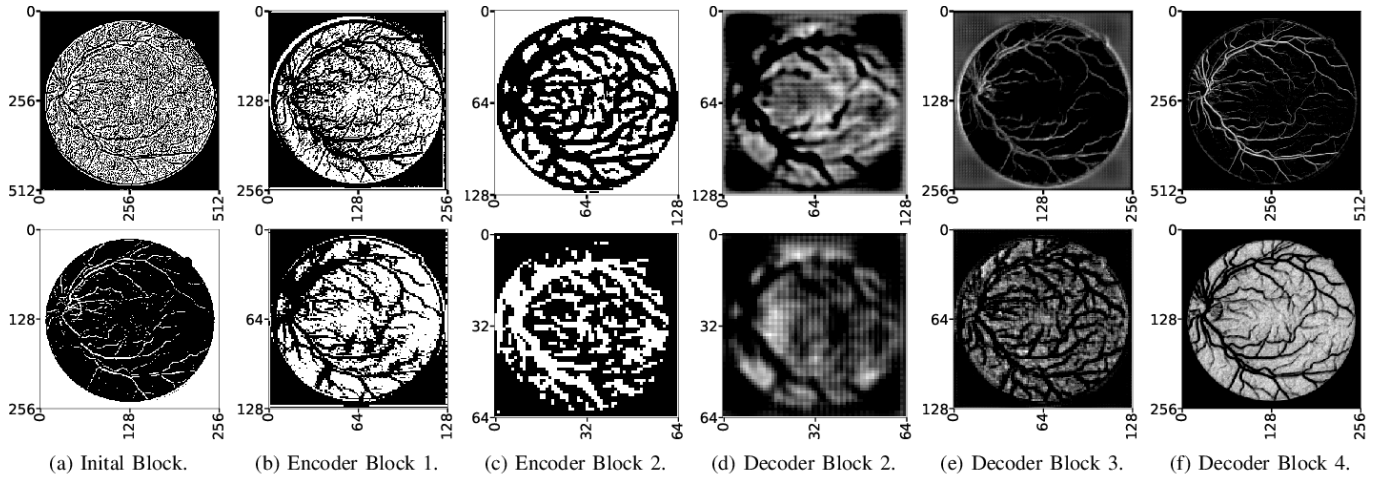 0 0 0 0 0 0
256 128 64 64 128 256
512 256 128 128 256 512
0 256 512 0 128 256 0 64 128 0 64 128 0 128 256 0 256 512
0 0 0 0 0 0
128 64 32 32 64 128
256 128 64 64 128 256
0 128 256 0 64 128 0 32 64 0 32 64 0 64 128 0 128 256
(a) Inital Block. (b) Encoder Block 1. (c) Encoder Block 2. (d) Decoder Block 2. (e) Decoder Block 3. (f) Decoder Block 4.